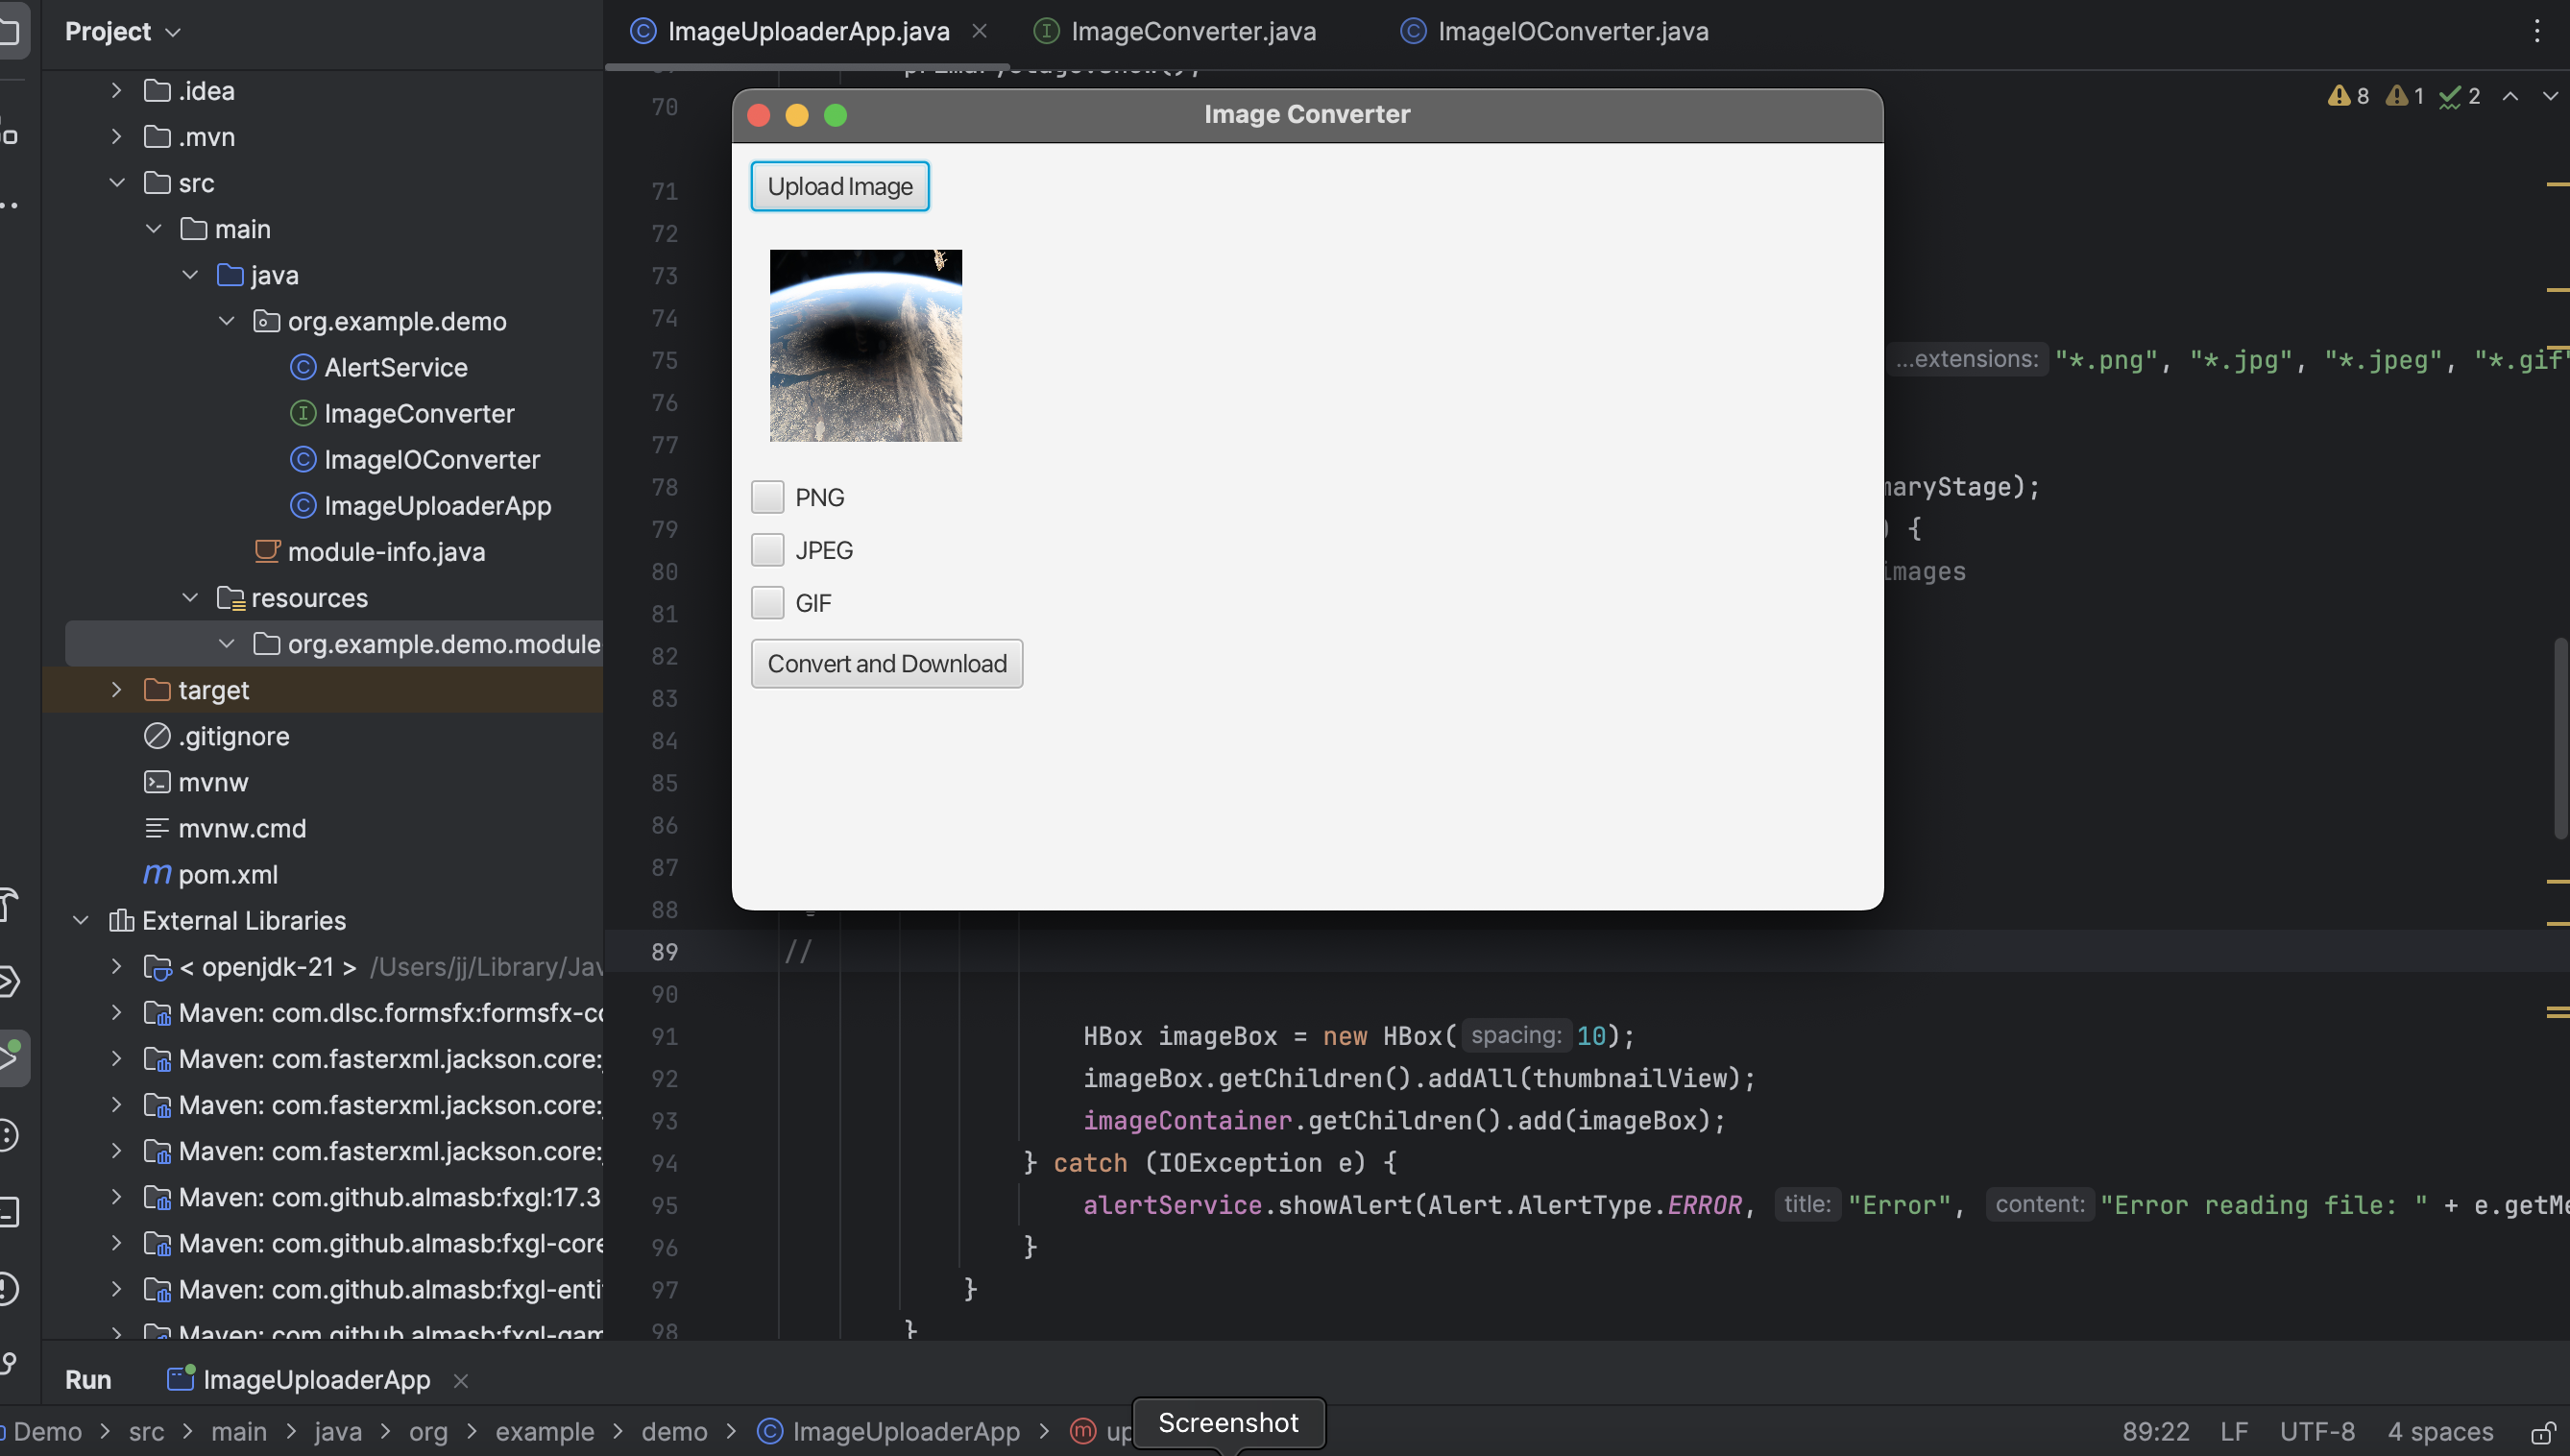 Project
ImageUploaderApp.java
ImageConverter.java
ImageIOConverter.java
.idea
.mvn
src
main
java
org.example.demo
AlertService
ImageConverter
ImageIOConverter
ImageUploaderApp
module-info.java
resources
org.example.demo.module
target
.gitignore
mvnw
mvnw.cmd
pom.xml
External Libraries
< openjdk-21 > /Users/jj/Library/Jav
Maven: com.dlsc.formsfx:formsfx-co
Maven: com.fasterxml.jackson.core:
Maven: com.fasterxml.jackson.core:
Maven: com.fasterxml.jackson.core:
Maven: com.github.almasb:fxgl:17.3
Maven: com.github.almasb:fxgl-core
Maven: com.github.almasb:fxgl-enti
Maven: com.github.almasb:fxgl-gam
8 1 2
Image Converter
Upload Image
PNG
JPEG
GIF
Convert and Download
70
71
72
73
74
75 ...extensions: "*.png", "*.jpg", "*.jpeg", "*.gif"
76
77
78 maryStage);
79 ) {
80 images
81
82
83
84
85
86
87
88
89 //
90
91 HBox imageBox = new HBox( spacing: 10);
92 imageBox.getChildren().addAll(thumbnailView);
93 imageContainer.getChildren().add(imageBox);
94 } catch (IOException e) {
95 alertService.showAlert(Alert.AlertType.ERROR, title: "Error", content: "Error reading file: " + e.getMe
96 }
97 }
98 }
Run ImageUploaderApp
Demo > src > main > java > org > example > demo > ImageUploaderApp > up
Screenshot
89:22 LF UTF-8 4 spaces